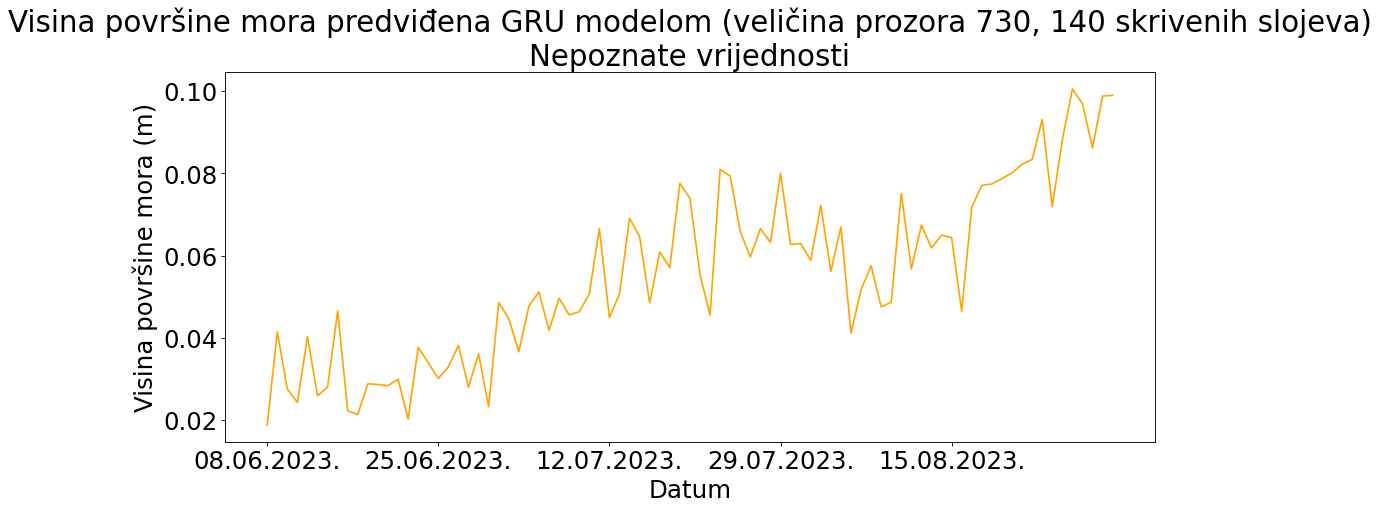 Visina površine mora predviđena GRU modelom (veličina prozora 730, 140 skrivenih slojeva)
Nepoznate vrijednosti
Visina površine mora (m)
0.10
0.08
0.06
0.04
0.02
08.06.2023. 25.06.2023. 12.07.2023. 29.07.2023. 15.08.2023.
Datum